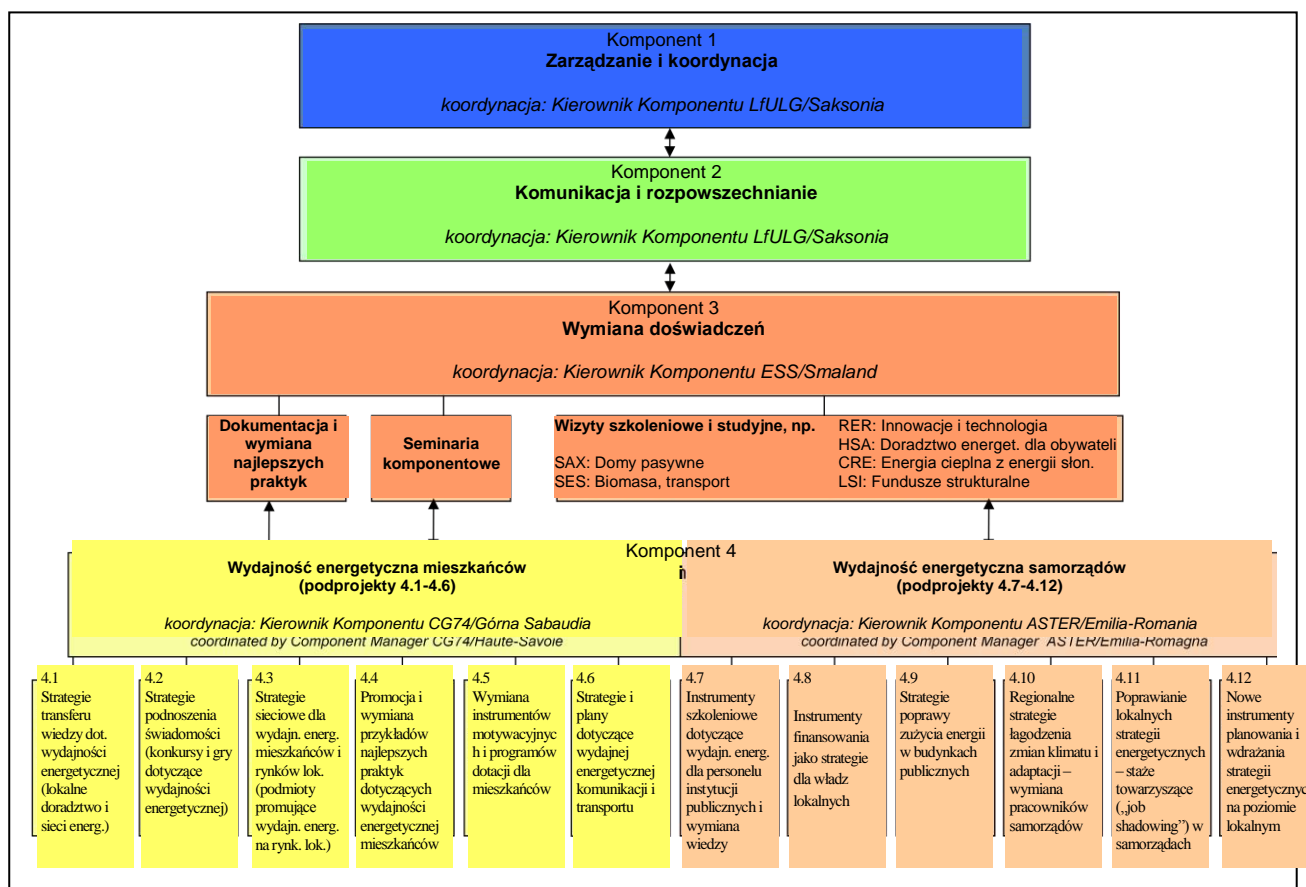 Komponent 1
Zarządzanie i koordynacja
koordynacja: Kierownik Komponentu LfULG/Saksonia
Komponent 2
Komunikacja i rozpowszechnianie
koordynacja: Kierownik Komponentu LfULG/Saksonia
Komponent 3
Wymiana doświadczeń
koordynacja: Kierownik Komponentu ESS/Smaland
Dokumentacja i
wymiana
najlepszych
praktyk
Seminaria
komponentowe
Wizyty szkoleniowe i studyjne, np.
SAX: Domy pasywne
SES: Biomasa, transport
RER: Innowacje i technologia
HSA: Doradztwo energet. dla obywateli
CRE: Energia cieplna z energii słon.
LSI: Fundusze strukturalne
Komponent 4
Wydajność energetyczna mieszkańców
(podprojekty 4.1-4.6)
koordynacja: Kierownik Komponentu CG74/Górna Sabaudia
coordinated by Component Manager CG74/Haute-Savoie
Wydajność energetyczna samorządów
(podprojekty 4.7-4.12)
koordynacja: Kierownik Komponentu ASTER/Emilia-Romania
coordinated by Component Manager ASTER/Emilia-Romagna
4.1
Strategie
transferu
wiedzy dot.
wydajności
energetycznej
(lokalne
doradztwo i
sieci energ.)
4.2
Strategie
podnoszenia
świadomości
(konkursy i gry
dotyczące
wydajności
energetycznej)
4.3
Strategie
sieciowe dla
wydajn. energ.
mieszkańców i
rynków lok.
(podmioty
promujące
wydajn. energ.
na rynk. lok.)
4.4
Promocja i
wymiana
przykładów
najlepszych
praktyk
dotyczących
wydajności
energetycznej
mieszkańców
4.5
Wymiana
instrumentów
motywacyjnyc
h i programów
dotacji dla
mieszkańców
4.6
Strategie i
plany
dotyczące
wydajnej
energetycznej
komunikacji i
transportu
4.7
Instrumenty
szkoleniowe
dotyczące
wydajn. energ.
dla personelu
instytucji
publicznych i
wymiana
wiedzy
4.8
Instrumenty
finansowania
jako strategie
dla władz
lokalnych
4.9
Strategie
poprawy
zużycia energii
w budynkach
publicznych
4.10
Regionalne
strategie
łagodzenia
zmian klimatu i
adaptacji –
wymiana
pracowników
samorządów
4.11
Poprawianie
lokalnych
strategii
energetycznych
– staże
towarzyszące
(„job
shadowing”) w
samorządach
4.12
Nowe
instrumenty
planowania i
wdrażania
strategii
energetycznych
na poziomie
lokalnym